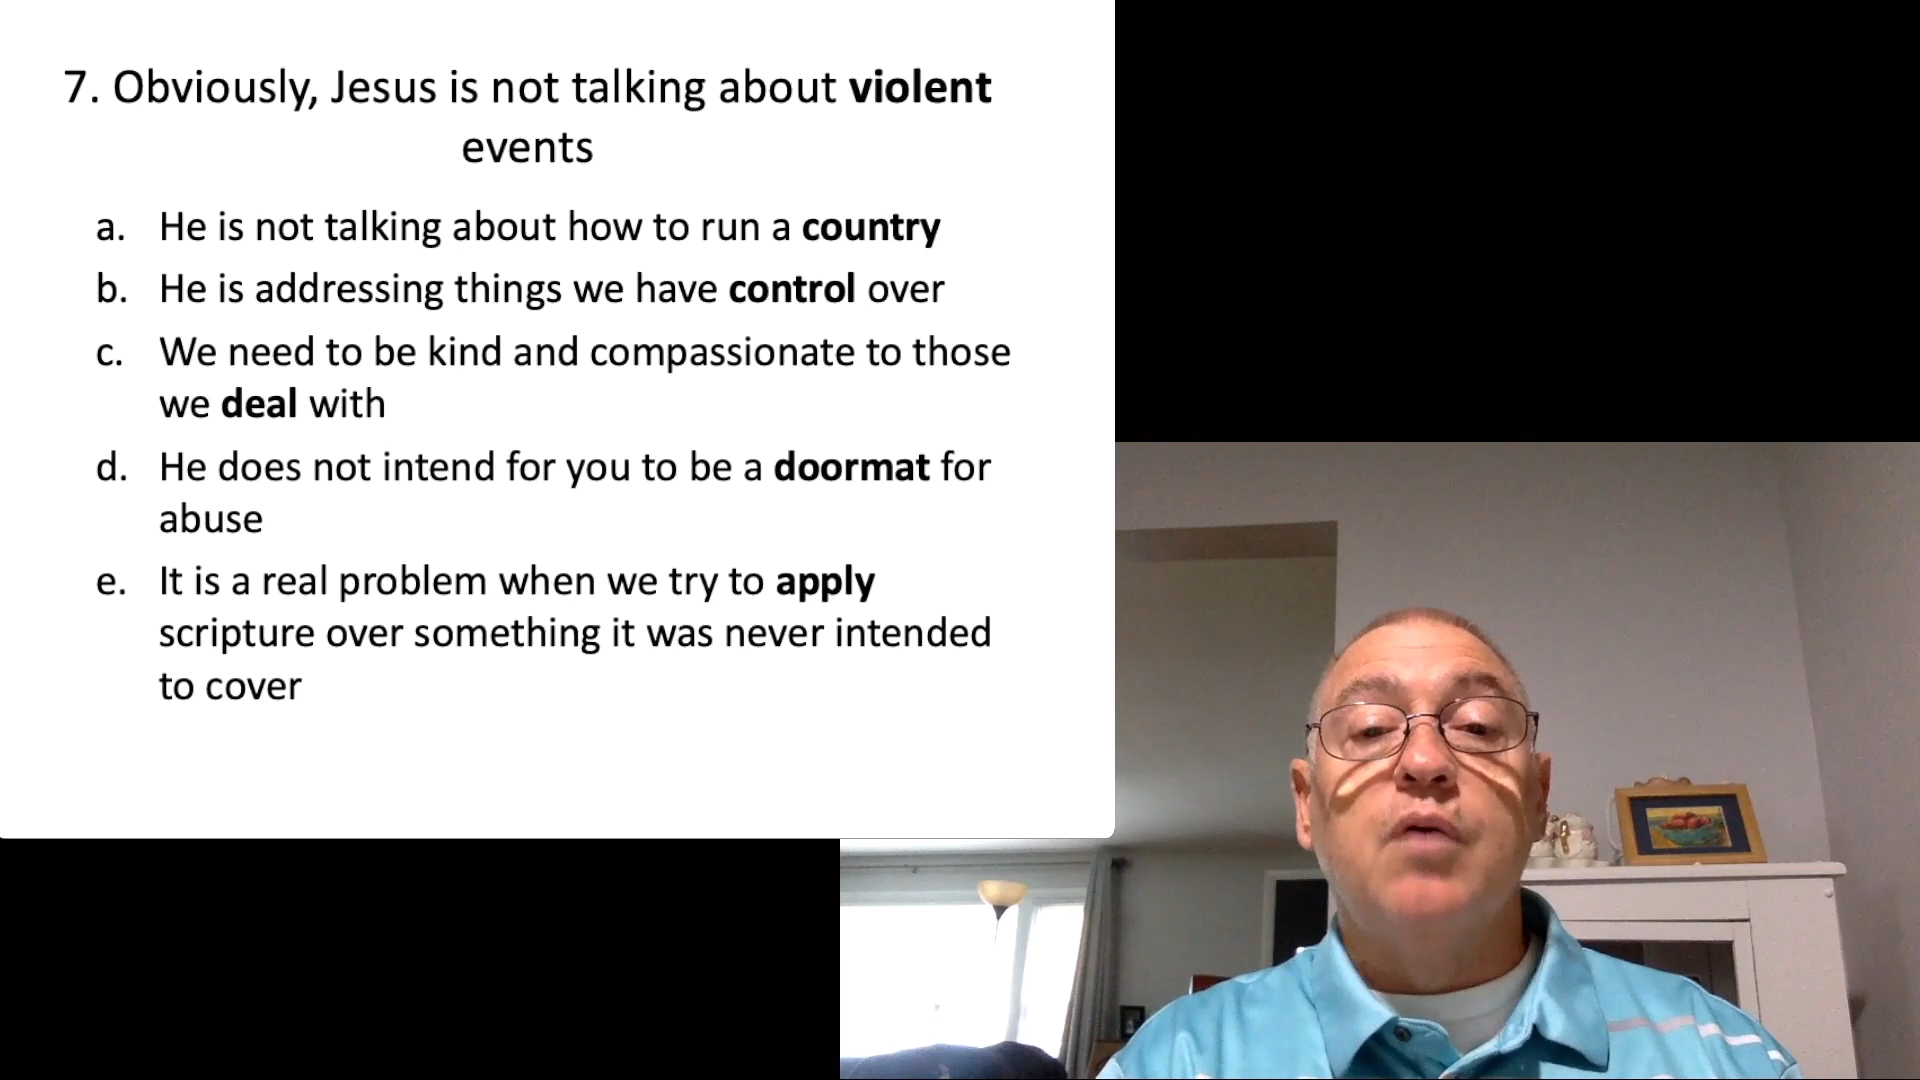 7. Obviously, Jesus is not talking about violent
events
a. He is not talking about how to run a country
b. He is addressing things we have control over
c. We need to be kind and compassionate to those
we deal with
d. He does not intend for you to be a doormat for
abuse
e. It is a real problem when we try to apply
scripture over something it was never intended
to cover